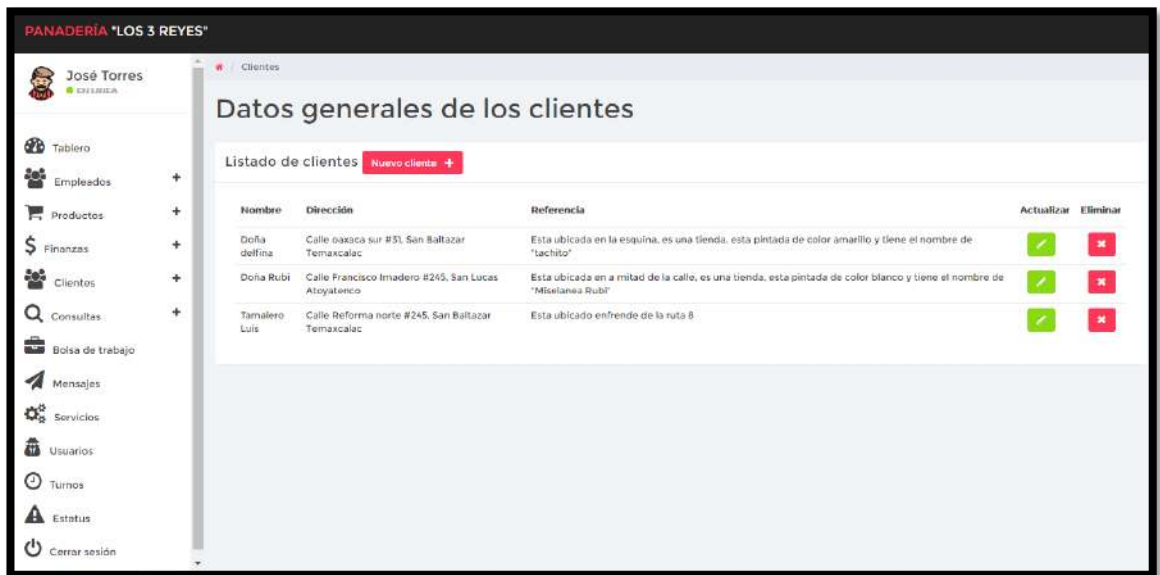 PANADERÍA "LOS 3 REYES"
José Torres
EN LINEA
Tablero
Empleados +
Productos +
Finanzas +
Clientes +
Consultas +
Bolsa de trabajo
Mensajes
Servicios
Usuarios
Turnos
Estatus
Cerrar sesión
/ Clientes
Datos generales de los clientes
Listado de clientes Nuevo cliente +
Nombre Dirección Referencia Actualizar Eliminar
Doña delfina
Calle oaxaca sur #31, San Baltazar
Temaxcalac
Esta ubicada en la esquina, es una tienda, esta pintada de color amarillo y tiene el nombre de
"tachito"
Doña Rubi
Calle Francisco Imadero #245, San Lucas
Atoyatenco
Esta ubicada en a mitad de la calle, es una tienda, esta pintada de color blanco y tiene el nombre de
"Miselanea Rubi"
Tamalero
Luis
Calle Reforma norte #245, San Baltazar
Temaxcalac
Esta ubicado enfrende de la ruta 8